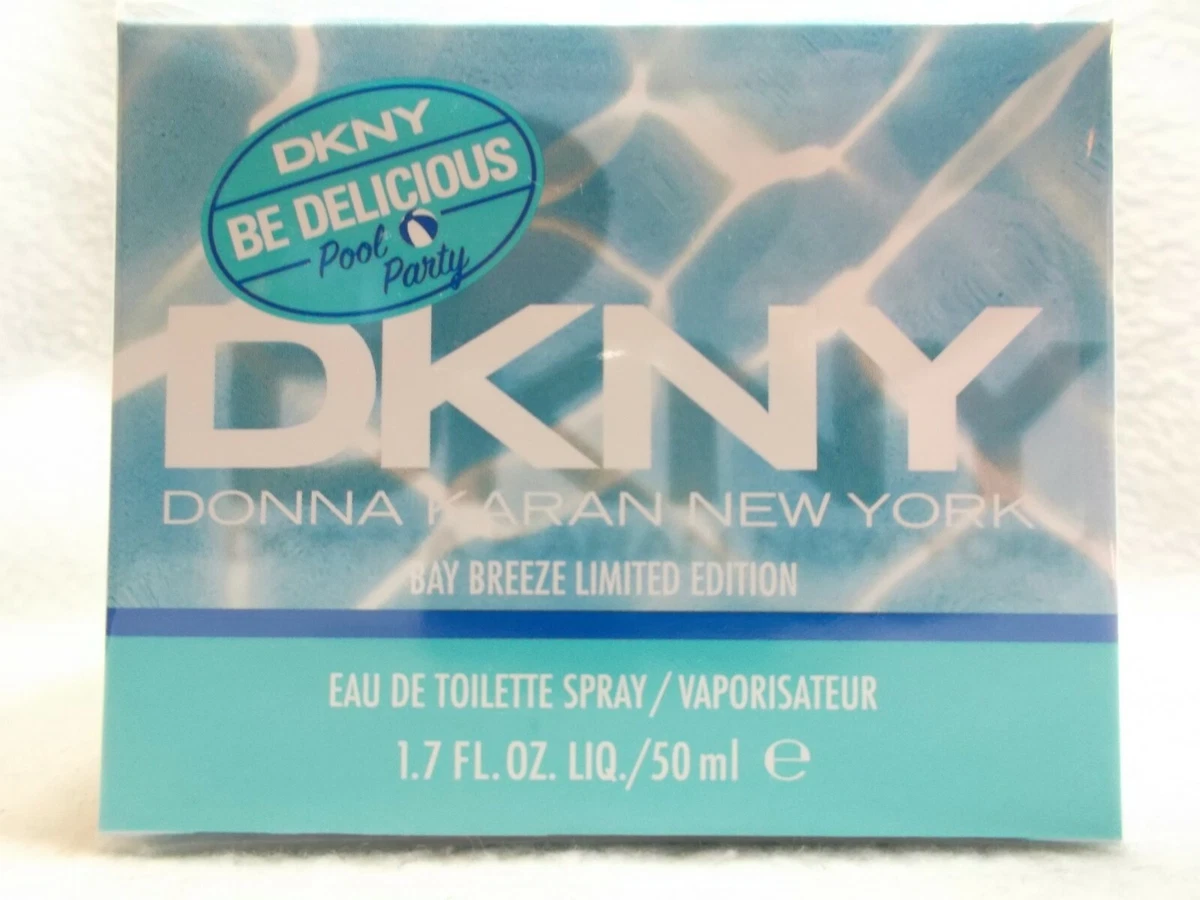 DKNY
BE DELICIOUS
Pool
Party
DKNY
DONNA KARAN NEW YORK
BAY BREEZE LIMITED EDITION
EAU DE TOILETTE SPRAY / VAPORISATEUR
1.7 FL. OZ. LIQ./50 ml ℮